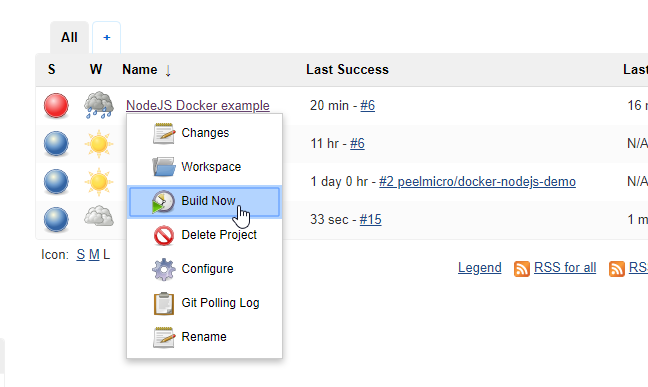 All +
S W Name ↓ Last Success Last
NodeJS Docker example 20 min - #6 16 m
11 hr - #6 N/A
1 day 0 hr - #2 peelmicro/docker-nodejs-demo N/A
33 sec - #15 1 m
Changes
Workspace
Build Now
Delete Project
Configure
Git Polling Log
Rename
Icon: S M L
Legend RSS for all RSS